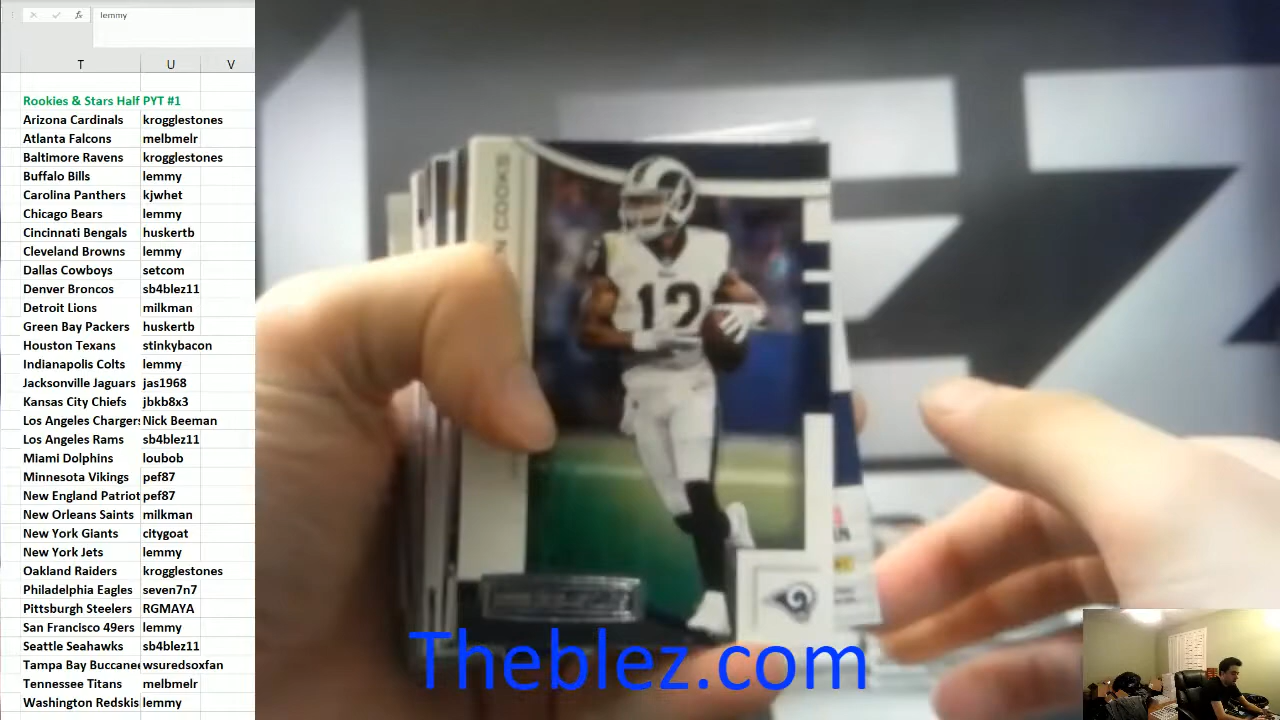 lemmy
T U V
Rookies & Stars Half PYT #1
Arizona Cardinals krogglestones
Atlanta Falcons melbmelr
Baltimore Ravens krogglestones
Buffalo Bills lemmy
Carolina Panthers kjwhet
Chicago Bears lemmy
Cincinnati Bengals huskertb
Cleveland Browns lemmy
Dallas Cowboys setcom
Denver Broncos sb4blez11
Detroit Lions milkman
Green Bay Packers huskertb
Houston Texans stinkybacon
Indianapolis Colts lemmy
Jacksonville Jaguars jas1968
Kansas City Chiefs jbkb8x3
Los Angeles Chargers Nick Beeman
Los Angeles Rams sb4blez11
Miami Dolphins loubob
Minnesota Vikings pef87
New England Patriot pef87
New Orleans Saints milkman
New York Giants citygoat
New York Jets lemmy
Oakland Raiders krogglestones
Philadelphia Eagles seven7n7
Pittsburgh Steelers RGMAYA
San Francisco 49ers lemmy
Seattle Seahawks sb4blez11
Tampa Bay Buccanee wsuredsoxfan
Tennessee Titans melbmelr
Washington Redskis lemmy
N COOKS
12
Theblez.com